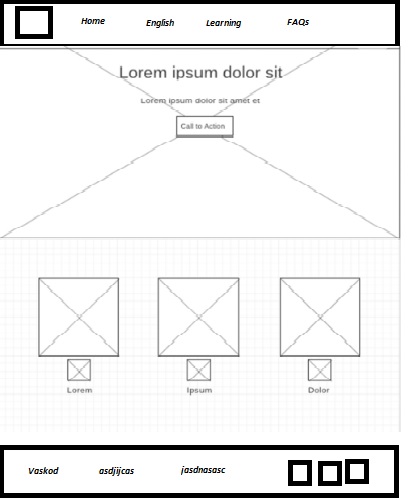 Home English Learning FAQs
Lorem ipsum dolor sit
Lorem ipsum dolor sit amet et
Call to Action
Lorem Ipsum Dolor
Vaskod asdjijcas jasdnasasc